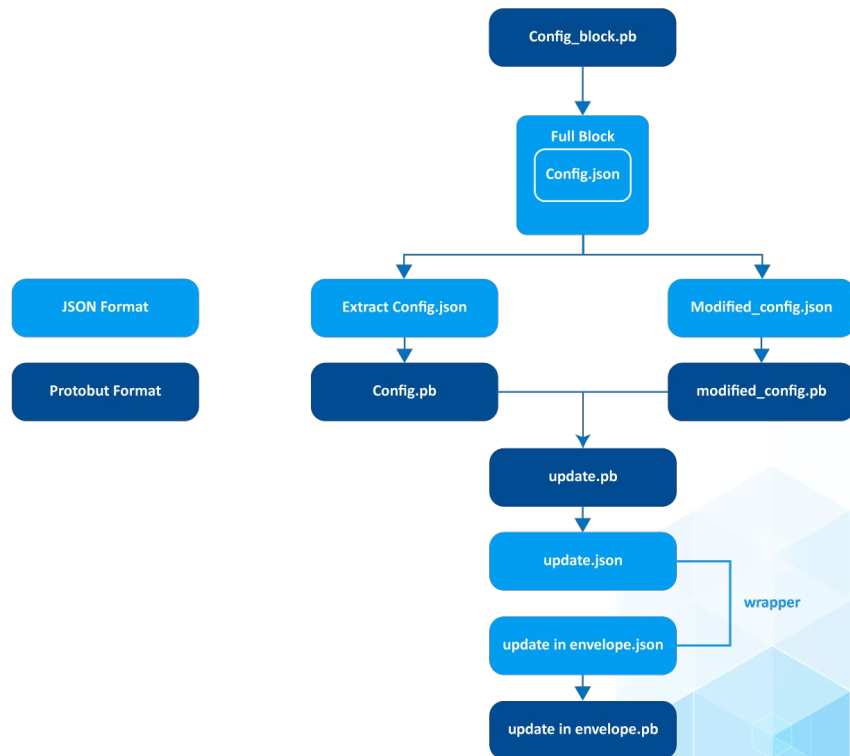 Config_block.pb
Full Block
Config.json
JSON Format
Extract Config.json
Modified_config.json
Protobut Format
Config.pb
modified_config.pb
update.pb
update.json
wrapper
update in envelope.json
update in envelope.pb